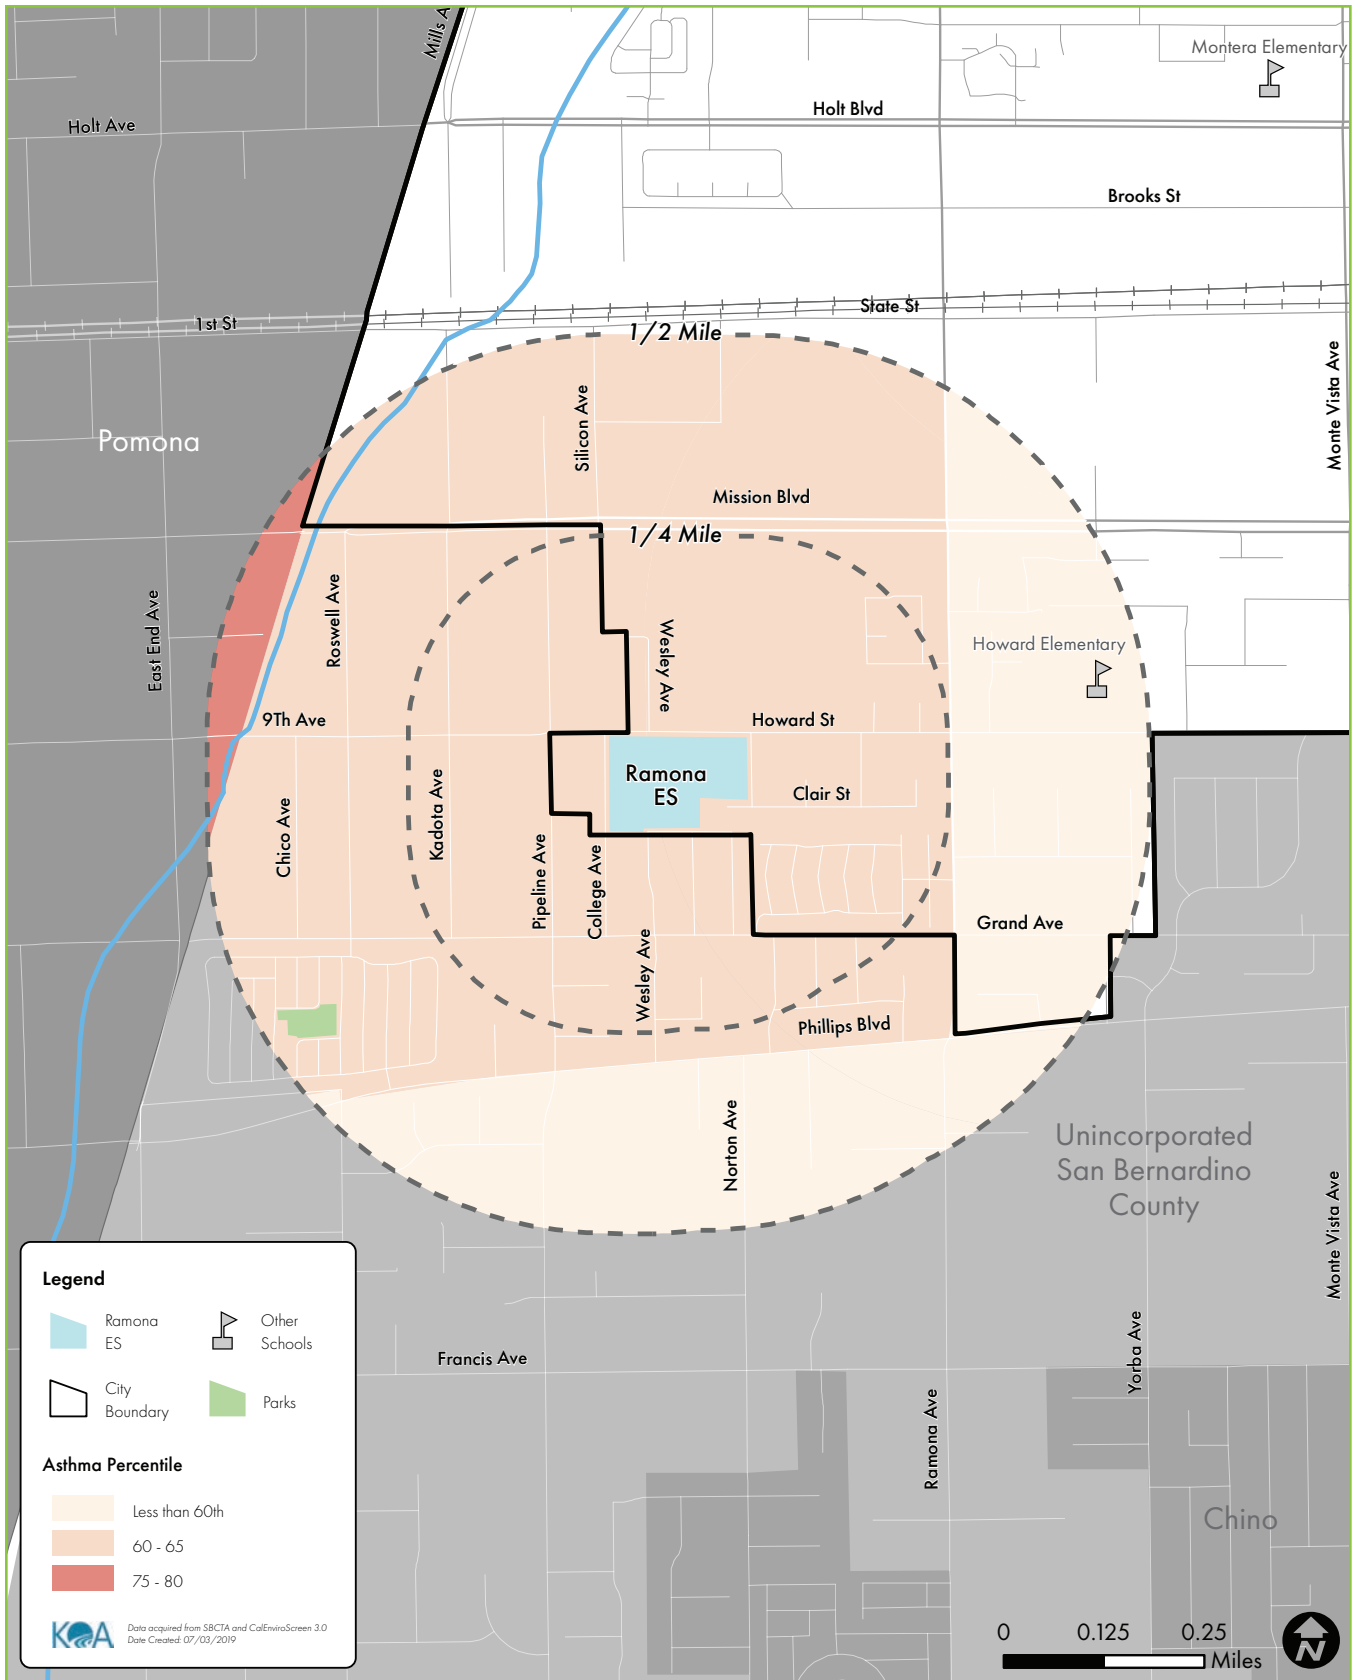 Mills A
Montera Elementary
Holt Ave
Holt Blvd
Brooks St
State St
1st St
1/2 Mile
Monte Vista Ave
Silicon Ave
Pomona
Mission Blvd
1/4 Mile
East End Ave
Roswell Ave
Wesley Ave
Howard Elementary
9Th Ave
Howard St
Ramona
ES
Clair St
Kadota Ave
Chico Ave
Pipeline Ave
College Ave
Grand Ave
Wesley Ave
Phillips Blvd
Norton Ave
Unincorporated
San Bernardino
County
Monte Vista Ave
Yorba Ave
Francis Ave
Ramona Ave
Chino
Legend
Ramona
ES
Other
Schools
City
Boundary
Parks
Asthma Percentile
Less than 60th
60 - 65
75 - 80
KOA
Data acquired from SBCTA and CalEnviroScreen 3.0
Date Created: 07/03/2019
0 0.125 0.25
Miles
N